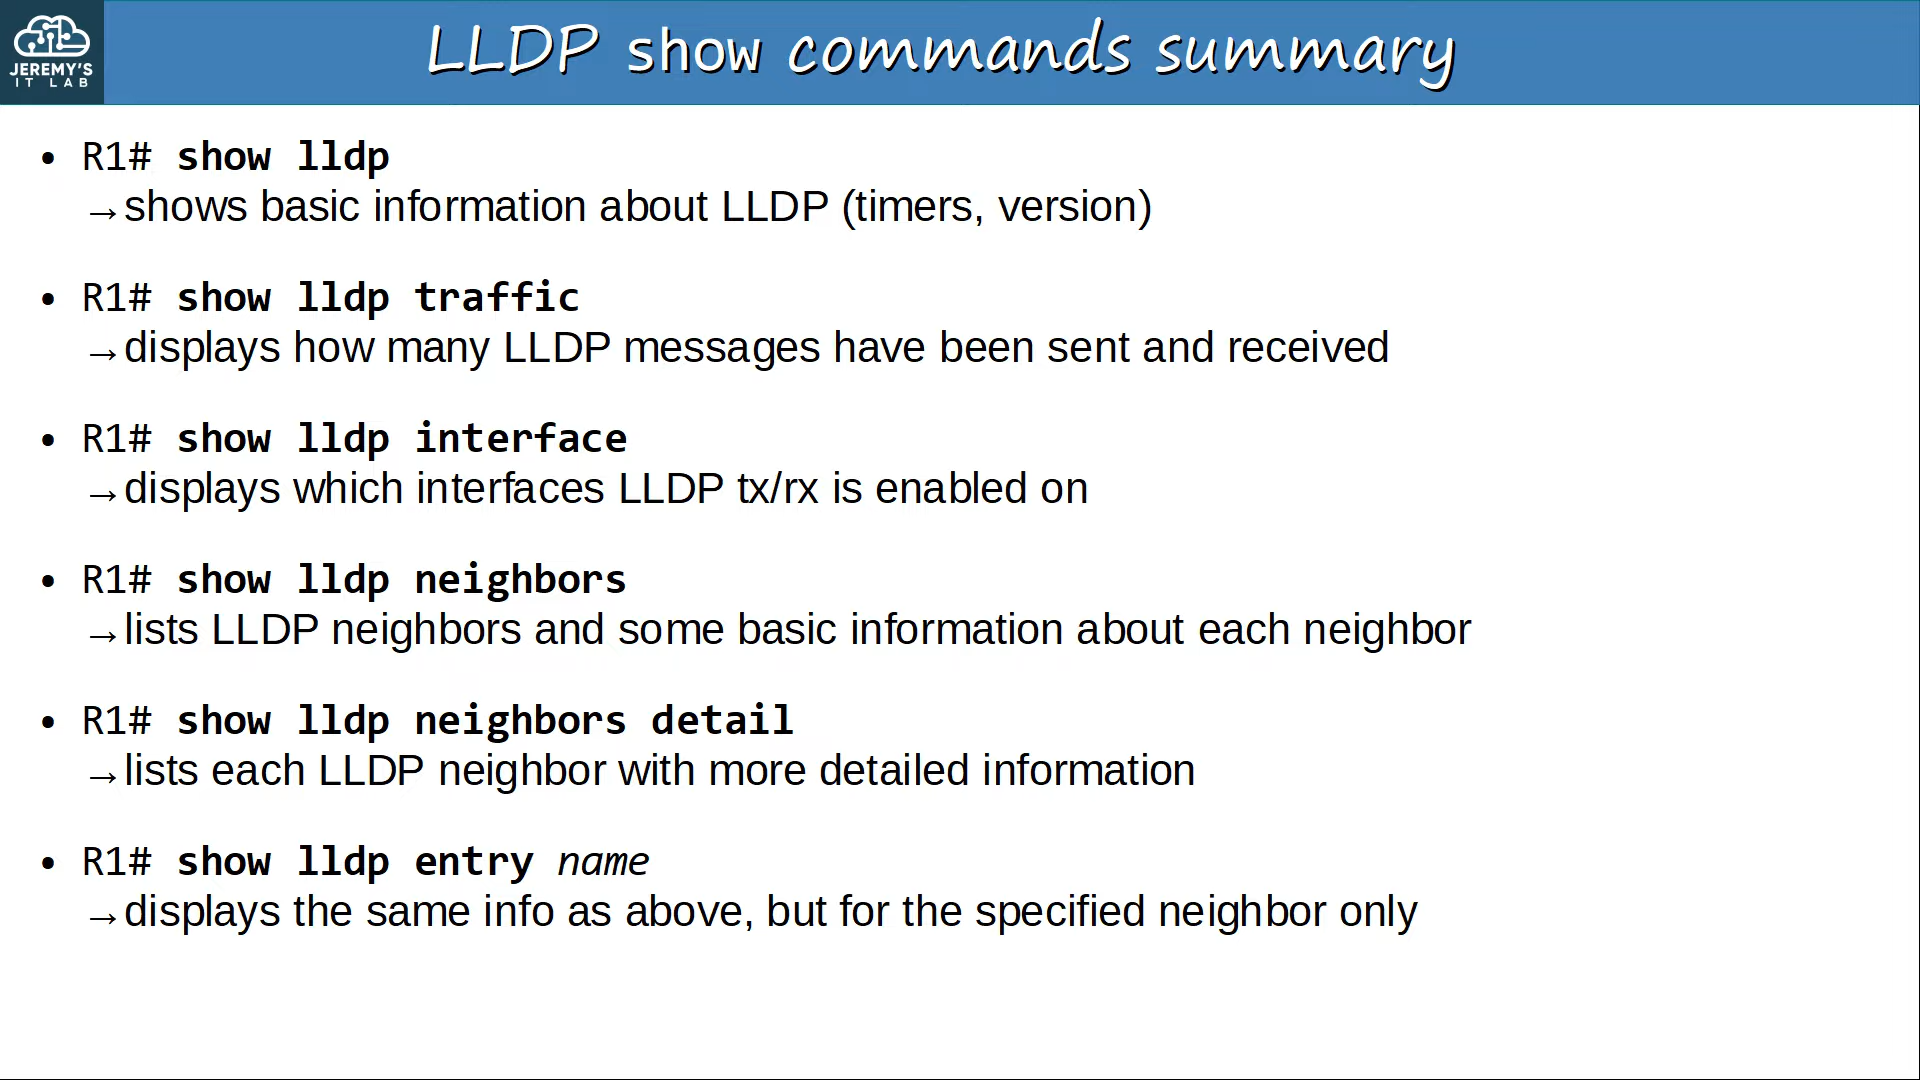 JEREMY'S
IT LAB
LLDP show commands summary
• R1# show lldp
→shows basic information about LLDP (timers, version)
• R1# show lldp traffic
→displays how many LLDP messages have been sent and received
• R1# show lldp interface
→displays which interfaces LLDP tx/rx is enabled on
• R1# show lldp neighbors
→lists LLDP neighbors and some basic information about each neighbor
• R1# show lldp neighbors detail
→lists each LLDP neighbor with more detailed information
• R1# show lldp entry name
→displays the same info as above, but for the specified neighbor only